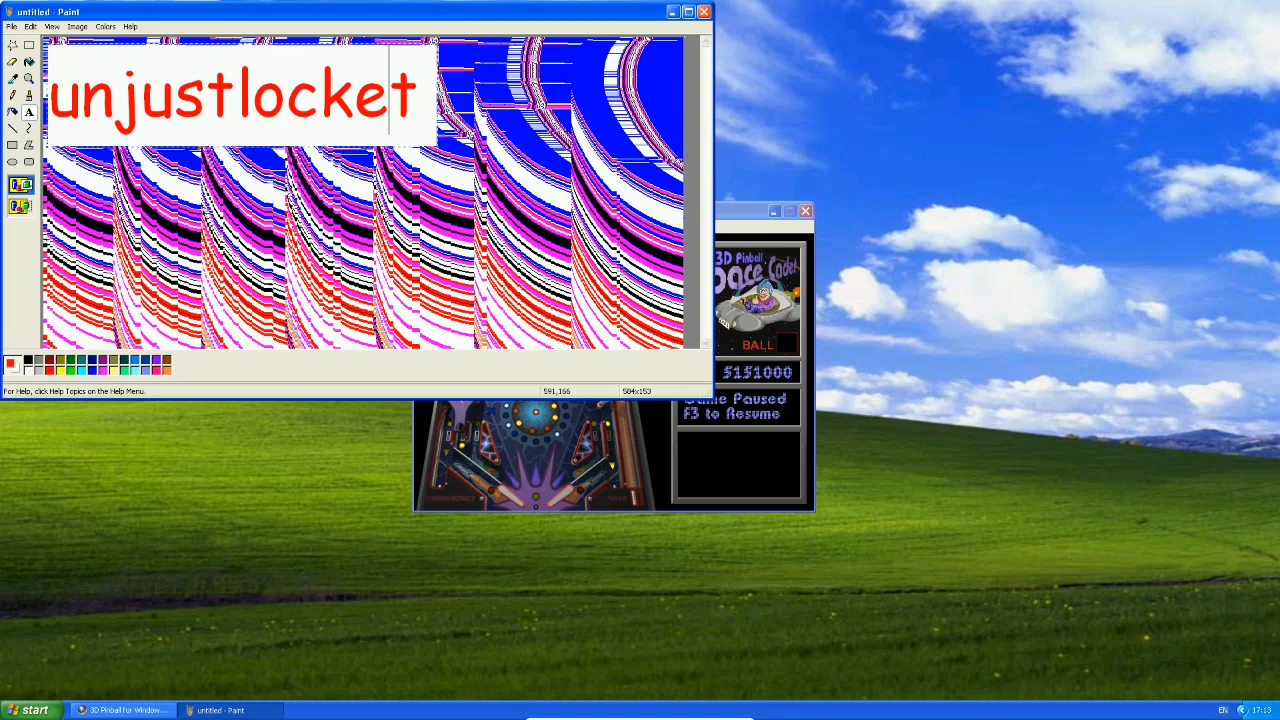 untitled - Paint
File Edit View Image Colors Help
unjustlocket
A
3D Pinball
Space Cadet
BALL
5151000
Game Paused
F3 to Resume
For Help, click Help Topics on the Help Menu.
591,166
584x153
CINEMATRONICS
start
3D Pinball for Window...
untitled - Paint
EN
17:13